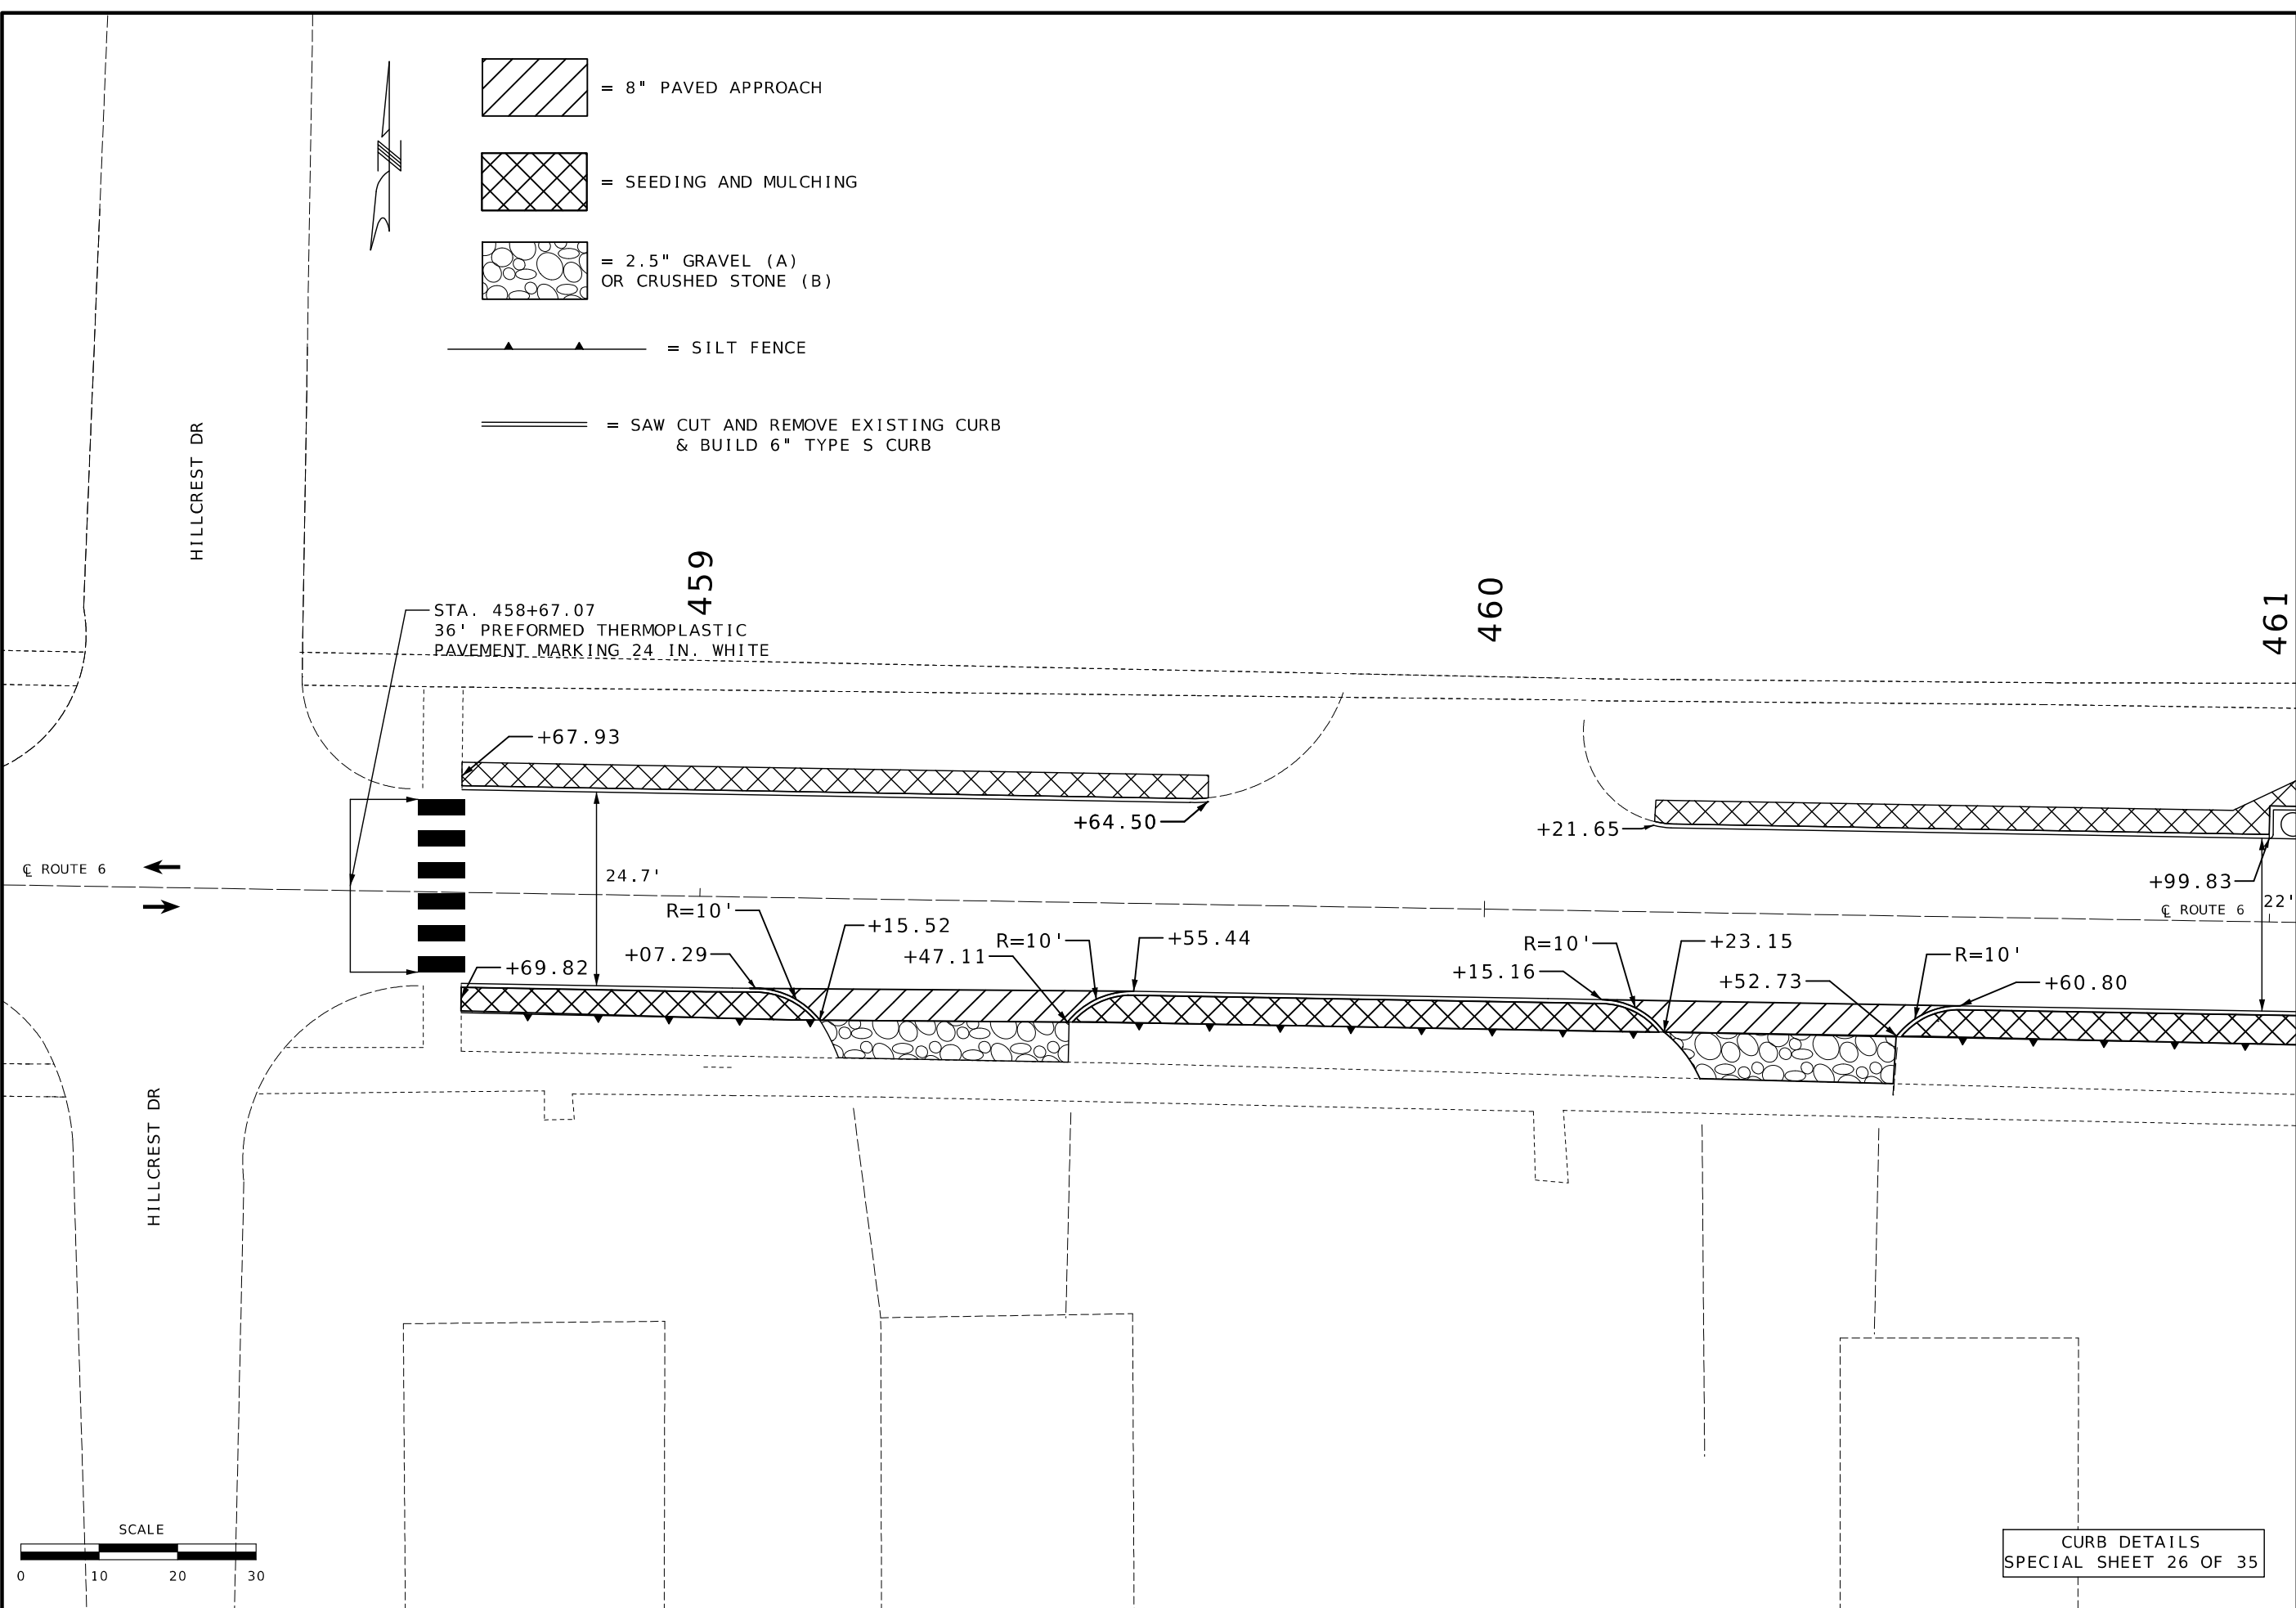 = 8" PAVED APPROACH
= SEEDING AND MULCHING
= 2.5" GRAVEL (A)
OR CRUSHED STONE (B)
= SILT FENCE
= SAW CUT AND REMOVE EXISTING CURB
& BUILD 6" TYPE S CURB
N
HILLCREST DR
459
460
461
STA. 458+67.07
36' PREFORMED THERMOPLASTIC
PAVEMENT MARKING 24 IN. WHITE
+67.93
+64.50
+21.65
+99.83
℄ ROUTE 6
24.7'
22'
℄ ROUTE 6
R=10'
+15.52
+07.29
+69.82
R=10'
+47.11
+55.44
R=10'
+15.16
+23.15
+52.73
R=10'
+60.80
HILLCREST DR
SCALE
0 10 20 30
CURB DETAILS
SPECIAL SHEET 26 OF 35